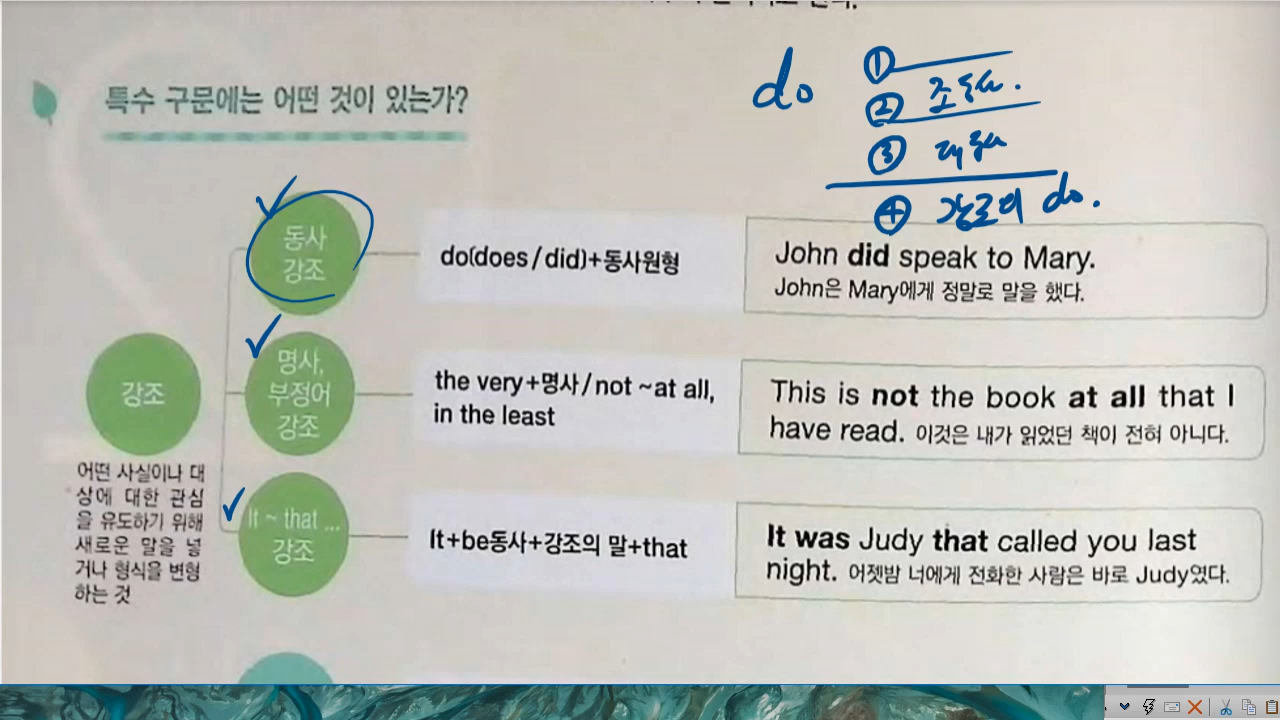 특수 구문에는 어떤 것이 있는가?
do
①
② 조동사.
③ 대동사
④ 강조의 do.
동사
강조
do(does/did)+동사원형
John did speak to Mary.
John은 Mary에게 정말로 말을 했다.
강조
어떤 사실이나 대
상에 대한 관심
을 유도하기 위해
새로운 말을 넣
거나 형식을 변형
하는 것
명사,
부정어
강조
the very+명사/not ~at all,
in the least
This is not the book at all that I
have read. 이것은 내가 읽었던 책이 전혀 아니다.
It ~ that ...
강조
It+be동사+강조의 말+that
It was Judy that called you last
night. 어젯밤 너에게 전화한 사람은 바로 Judy였다.